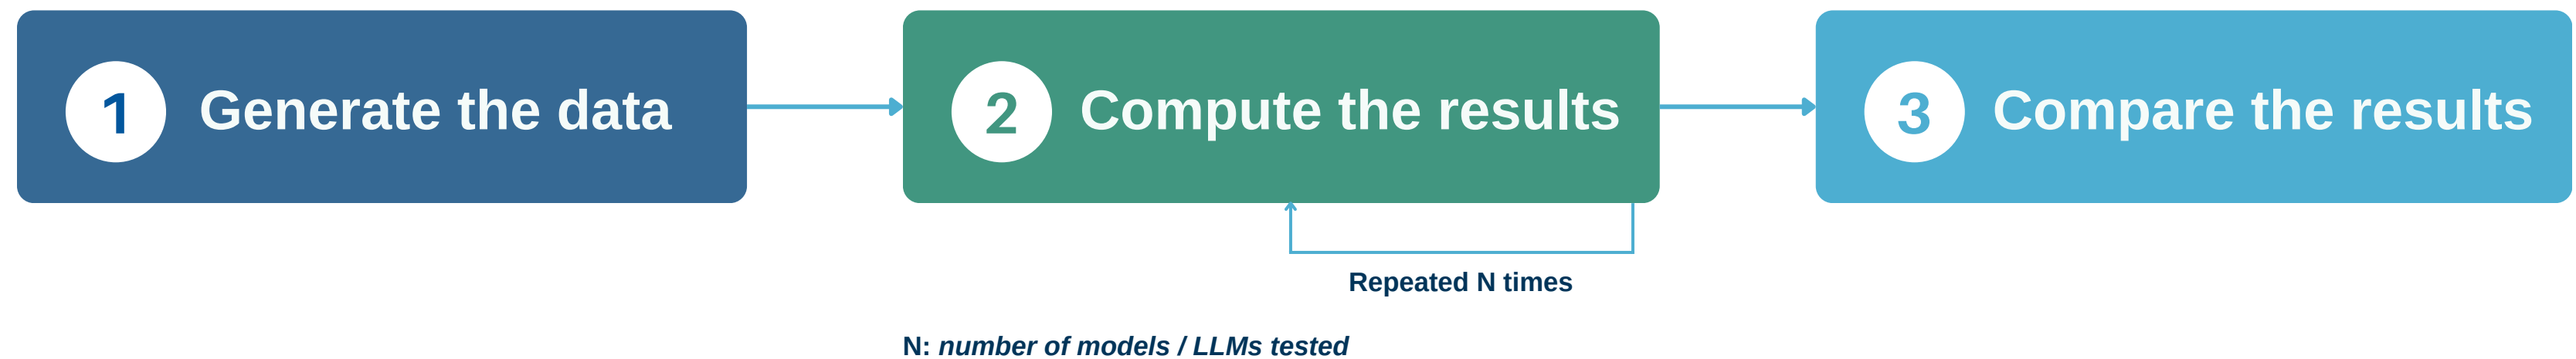 1 Generate the data
2 Compute the results
3 Compare the results
Repeated N times
N: number of models / LLMs tested